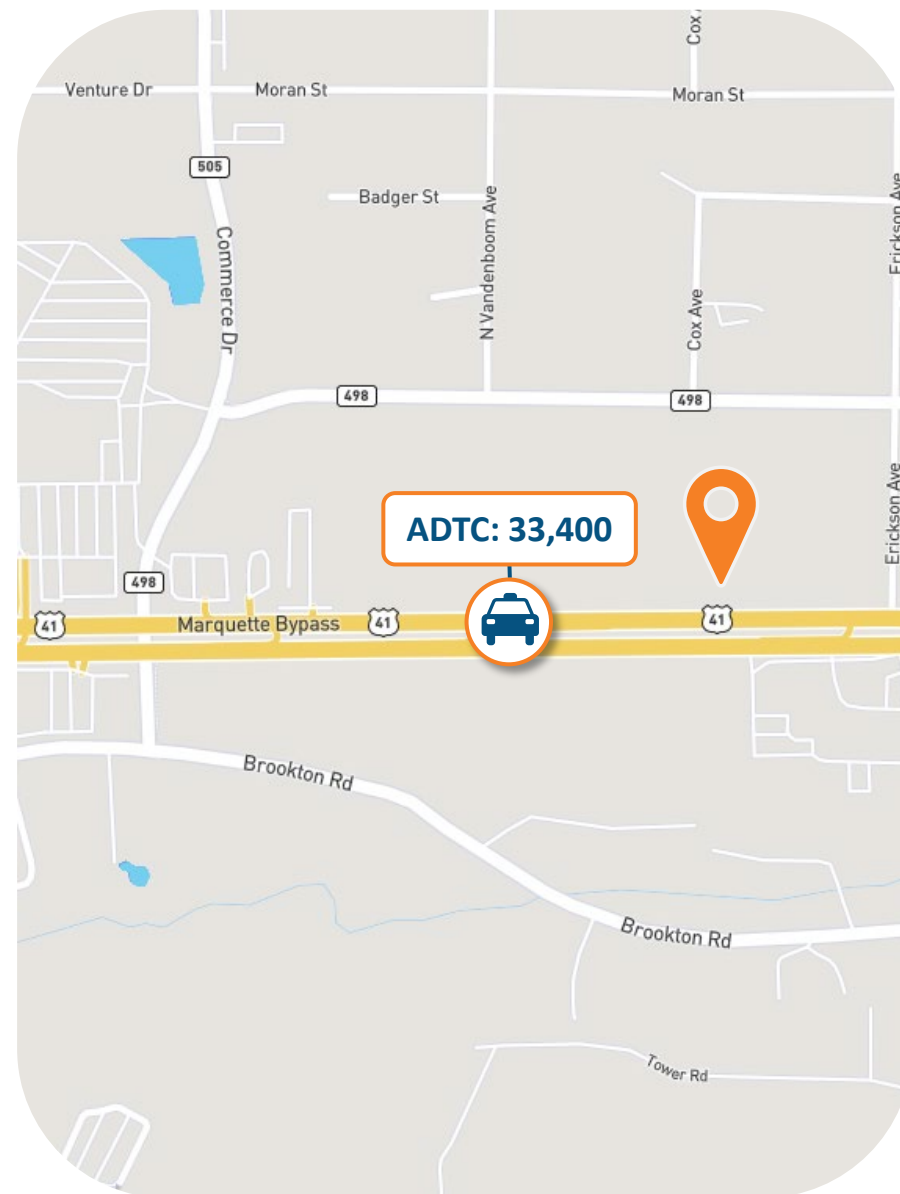 Cox
Venture Dr
Moran St
Moran St
505
Badger St
Erickson Ave
N Vandenboom Ave
Commerce Dr
Cox Ave
498
498
Erickson Ave
ADTC: 33,400
498
41
Marquette Bypass
41
41
Brookton Rd
Brookton Rd
Tower Rd